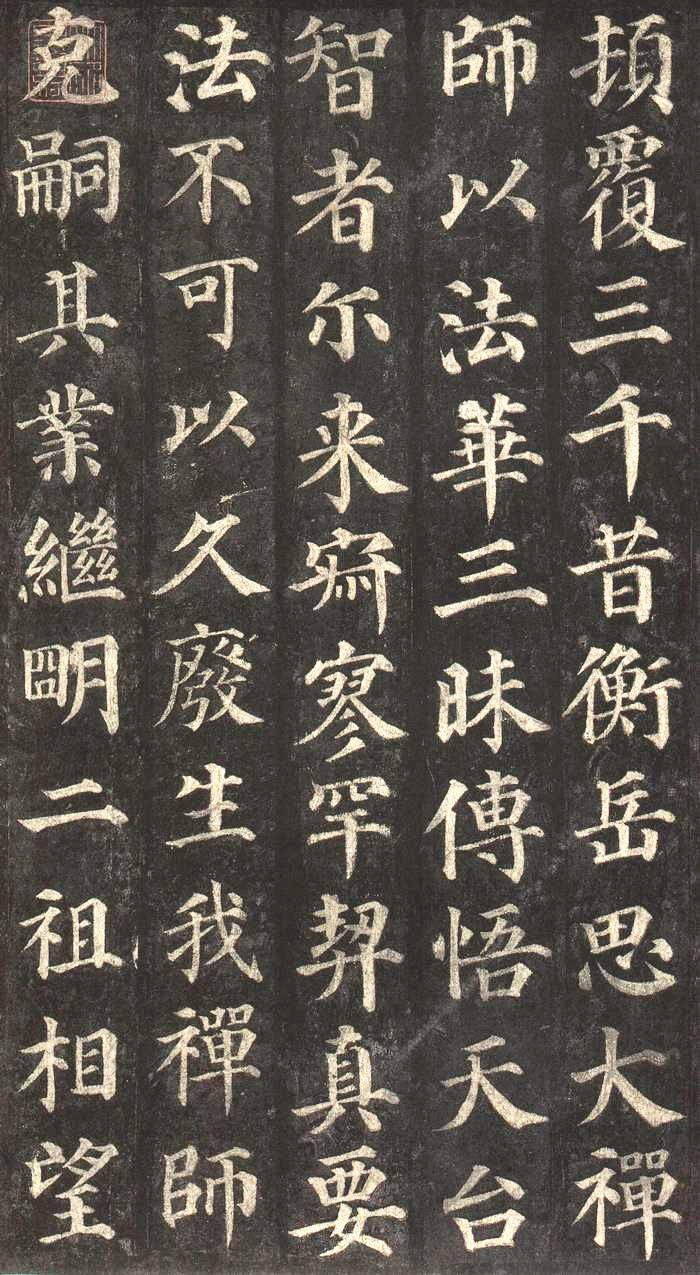 頓覆三千昔衡岳思大禪
師以法華三昧傳悟天台
智者尔来寂寥罕契真要
法不可以久廢生我禪師
克嗣其業繼明二祖相望